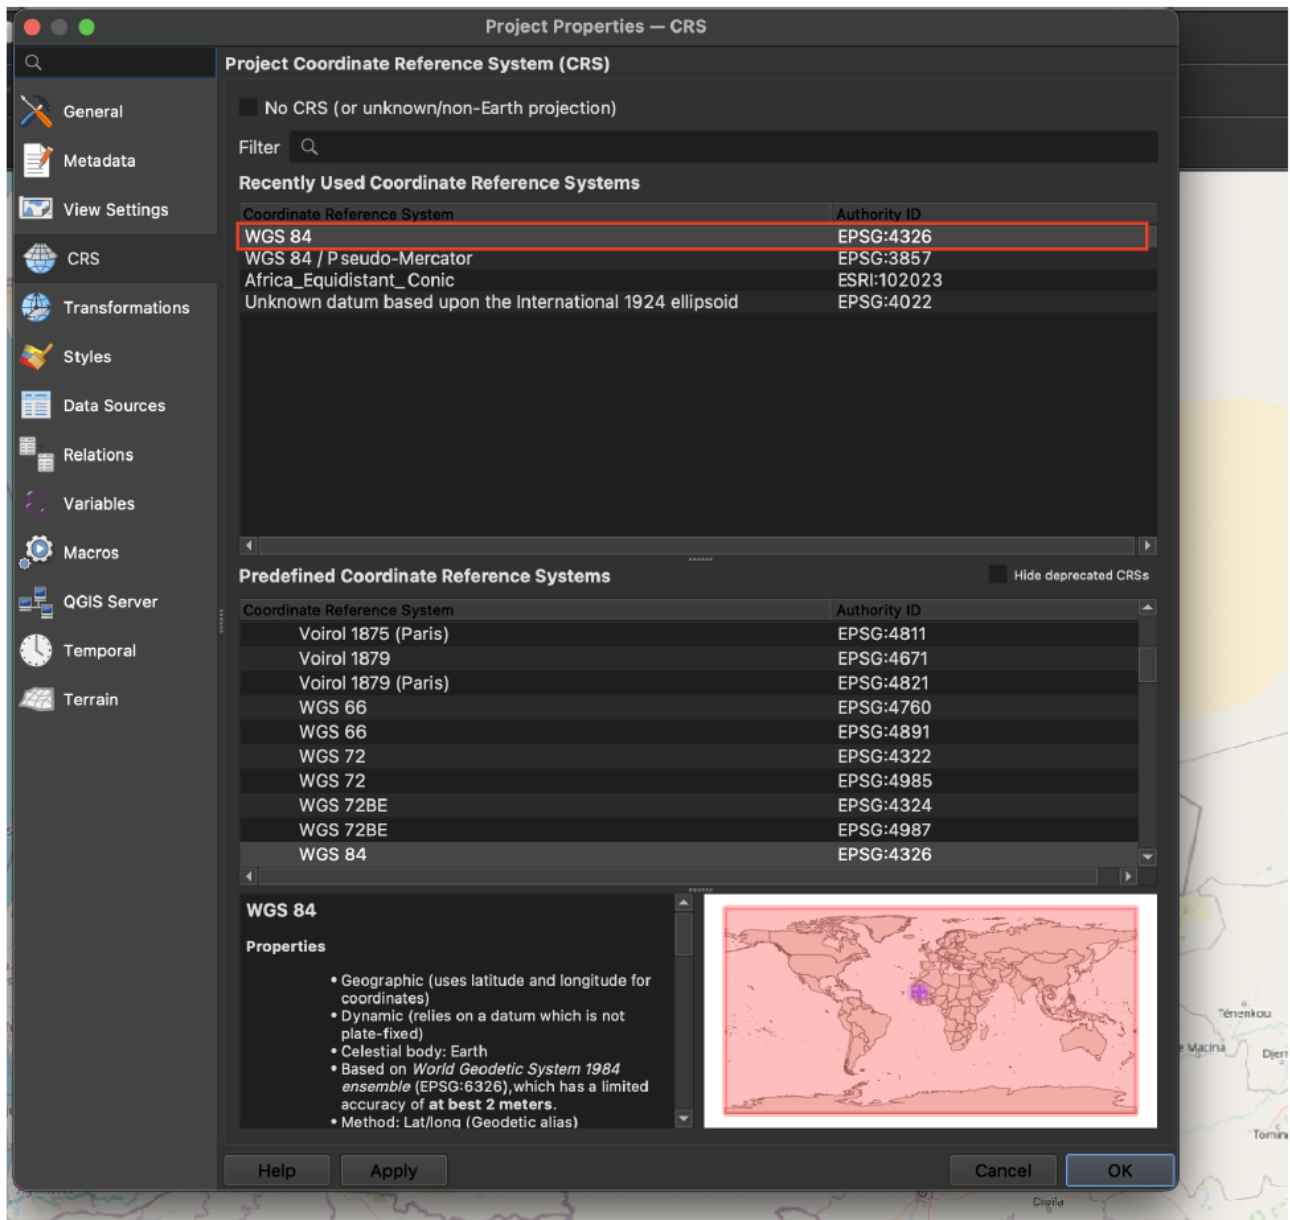 Project Properties — CRS
Project Coordinate Reference System (CRS)
General
Metadata
View Settings
CRS
Transformations
Styles
Data Sources
Relations
Variables
Macros
QGIS Server
Temporal
Terrain
No CRS (or unknown/non-Earth projection)
Filter
Recently Used Coordinate Reference Systems
Coordinate Reference System Authority ID
WGS 84 EPSG:4326
WGS 84 / Pseudo-Mercator EPSG:3857
Africa_Equidistant_Conic ESRI:102023
Unknown datum based upon the International 1924 ellipsoid EPSG:4022
Predefined Coordinate Reference Systems Hide deprecated CRSs
Coordinate Reference System Authority ID
Voirol 1875 (Paris) EPSG:4811
Voirol 1879 EPSG:4671
Voirol 1879 (Paris) EPSG:4821
WGS 66 EPSG:4760
WGS 66 EPSG:4891
WGS 72 EPSG:4322
WGS 72 EPSG:4985
WGS 72BE EPSG:4324
WGS 72BE EPSG:4987
WGS 84 EPSG:4326
WGS 84
Properties
• Geographic (uses latitude and longitude for
coordinates)
• Dynamic (relies on a datum which is not
plate-fixed)
• Celestial body: Earth
• Based on World Geodetic System 1984
ensemble (EPSG:6326),which has a limited
accuracy of at best 2 meters.
• Method: Lat/long (Geodetic alias)
Help Apply Cancel OK
Ténenkou
Macina